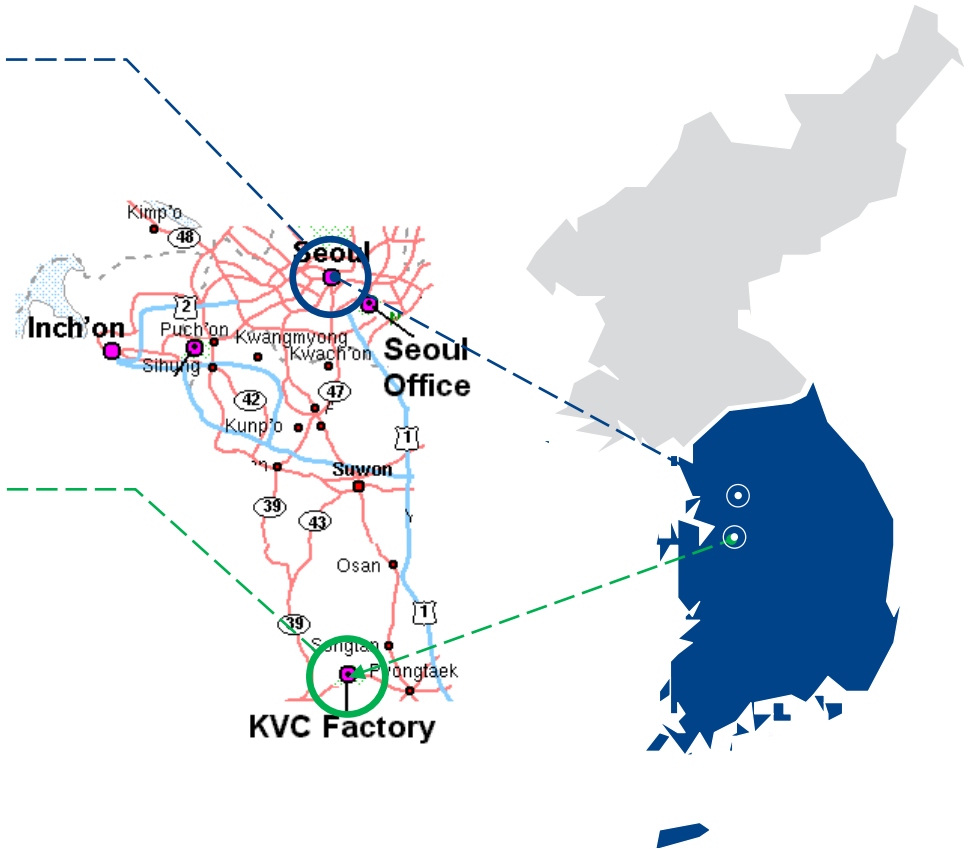 Kimp'o
48
Seoul
2
Inch'on
Puch'on
Kwangmyong
Kwach'on
Seoul
Office
Sihung
47
42
Kunp'o
1
Suwon
39
43
Osan
1
39
Songtan
Pyongtaek
KVC Factory